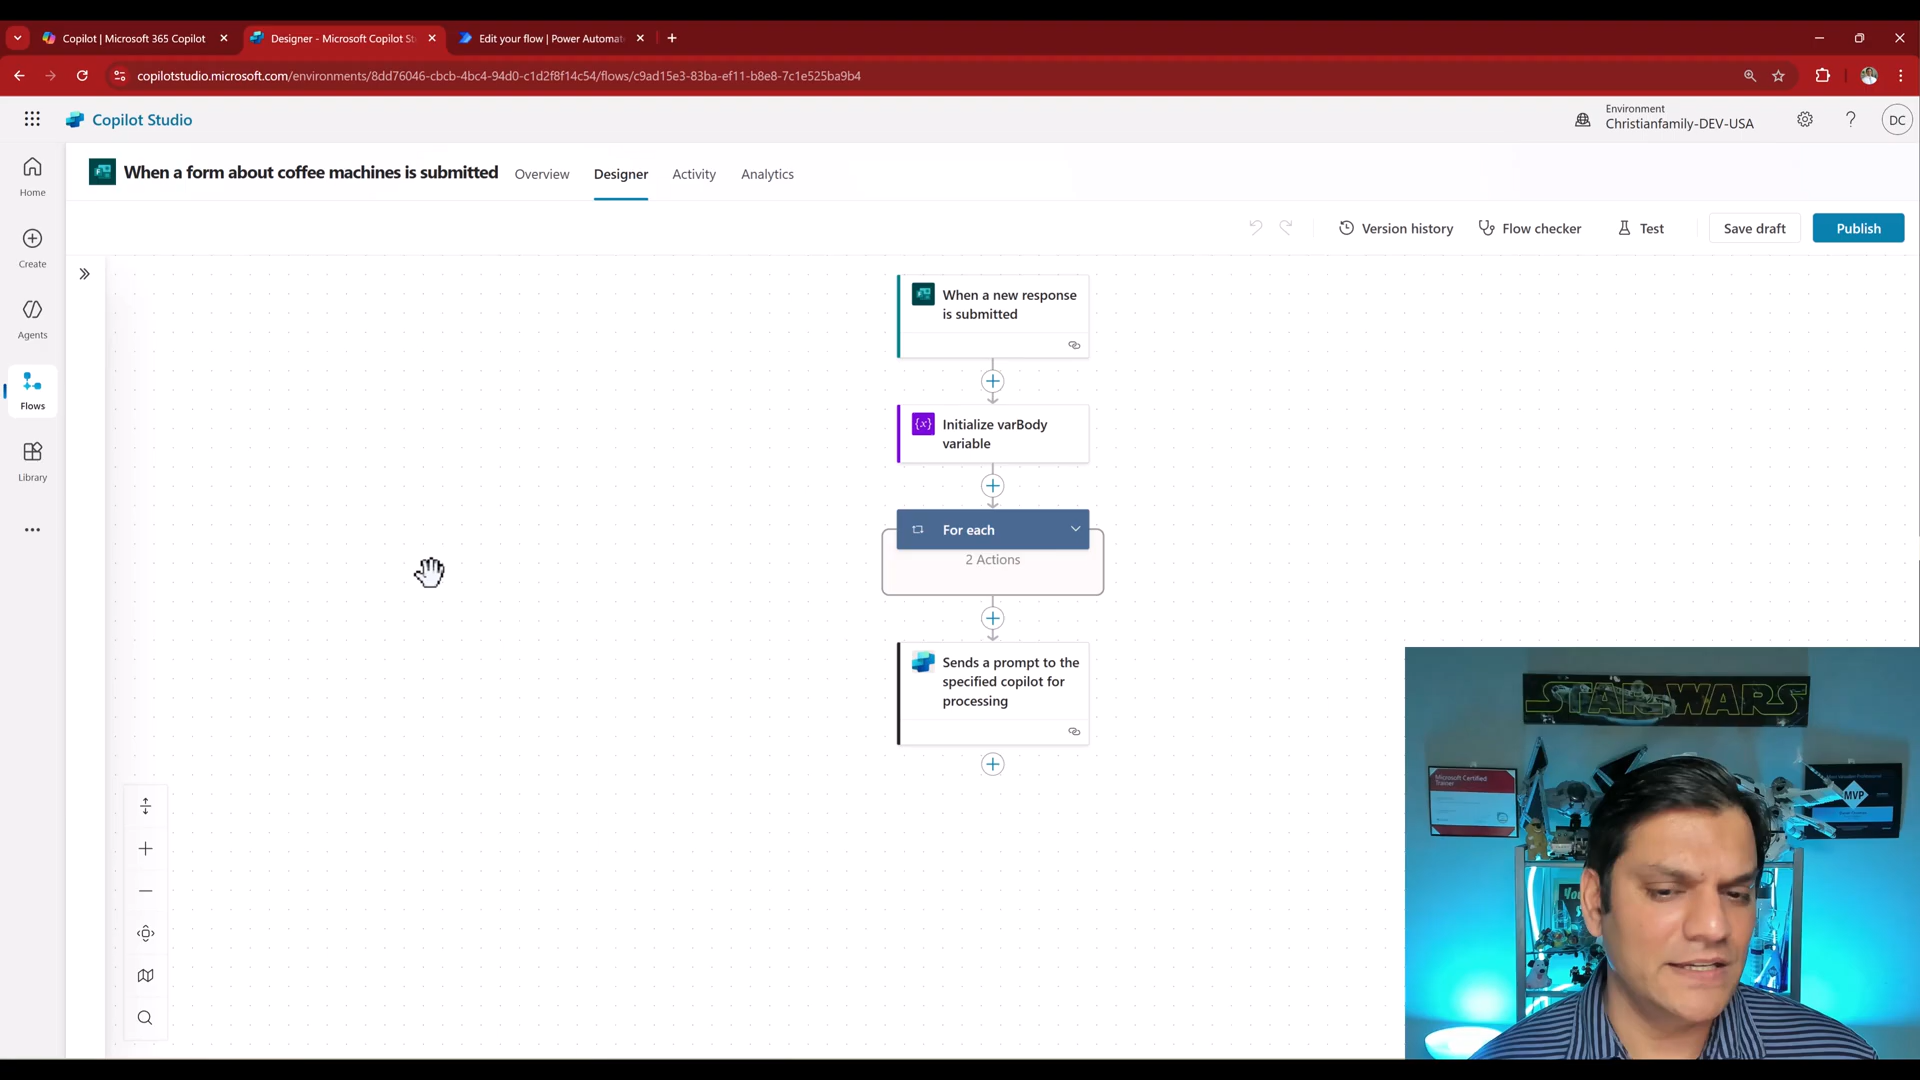 Copilot | Microsoft 365 Copilot
Designer - Microsoft Copilot St
Edit your flow | Power Automat
copilotstudio.microsoft.com/environments/8dd76046-cbcb-4bc4-94d0-c1d2f8f14c54/flows/c9ad15e3-83ba-ef11-b8e8-7c1e525ba9b4
Copilot Studio
Environment
Christianfamily-DEV-USA
DC
When a form about coffee machines is submitted
Overview
Designer
Activity
Analytics
Version history
Flow checker
Test
Save draft
Publish
Home
Create
Agents
Flows
Library
When a new response
is submitted
{x}
Initialize varBody
variable
For each
2 Actions
Sends a prompt to the
specified copilot for
processing
STAR WARS
Microsoft Certified
Trainer
MVP